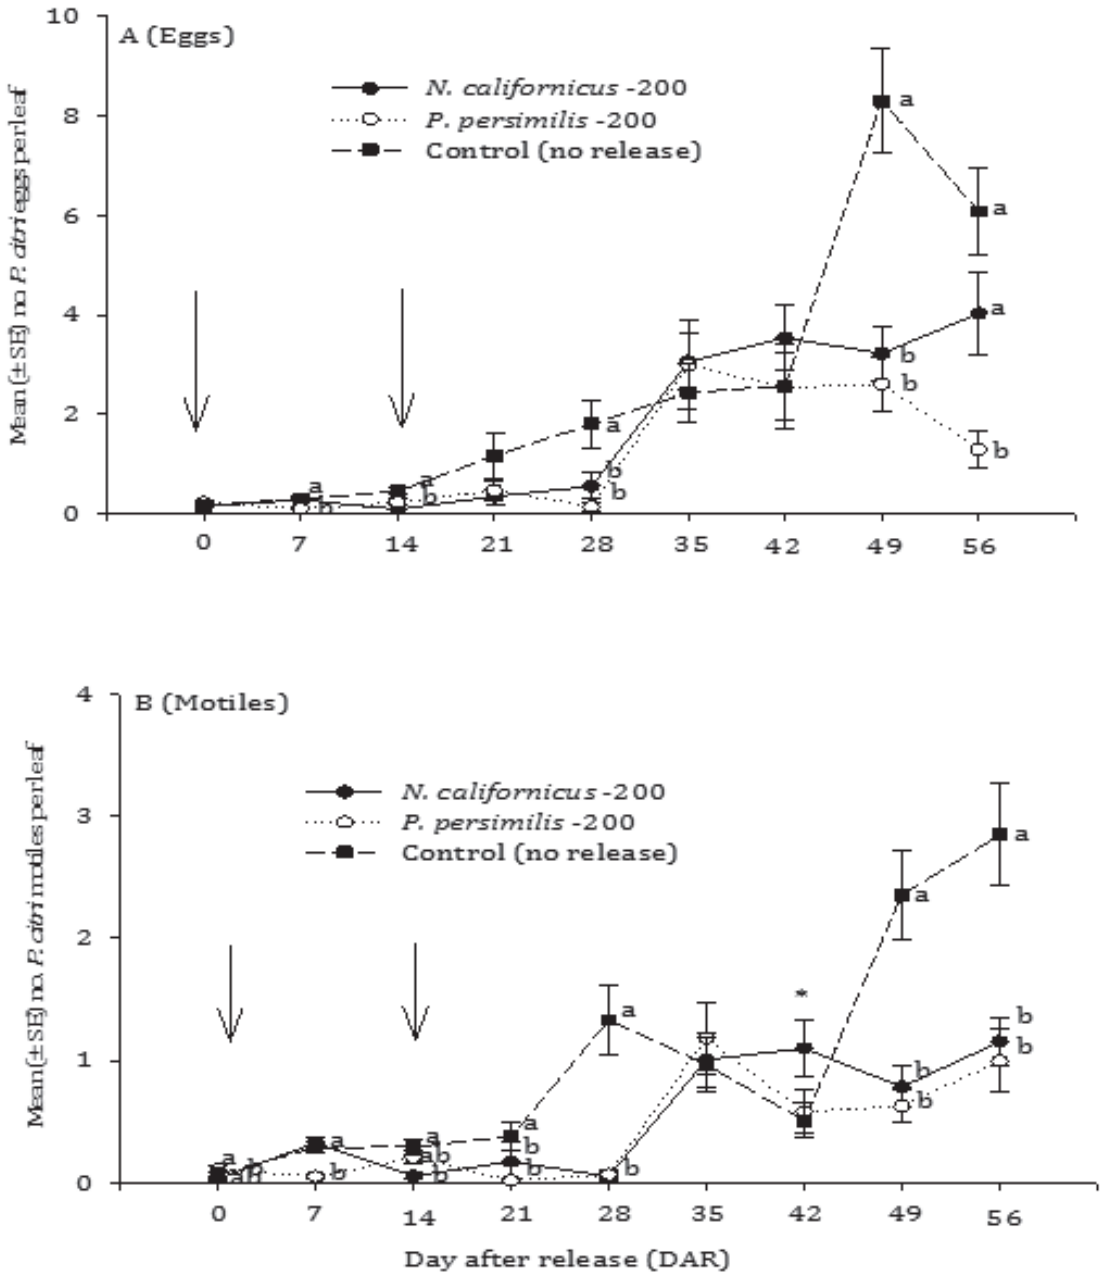 10
A (Eggs)
N. californicus -200
P. persimilis -200
Control (no release)
8
6
4
2
0
Mean (±SE) no. P. citri eggs per leaf
a
a
a
b
b
b
a
b
b
a
b
a
b
0 7 14 21 28 35 42 49 56
4
B (Motiles)
N. californicus -200
P. persimilis -200
Control (no release)
3
2
1
0
Mean (±SE) no. P. citri motiles per leaf
a
a
*
b
b
b
b
a
a
b
b
a
ab
b
a
b
a
b
ab
b
0 7 14 21 28 35 42 49 56
Day after release (DAR)